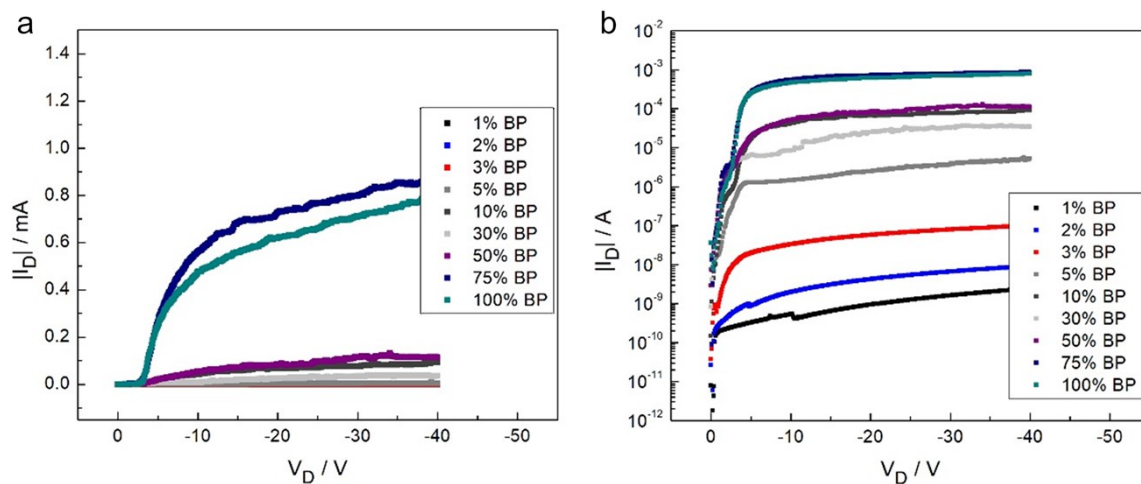 a
1.4
1.2
1.0
0.8
0.6
0.4
0.2
0.0
|I_D| / mA
1% BP
2% BP
3% BP
5% BP
10% BP
30% BP
50% BP
75% BP
100% BP
0 -10 -20 -30 -40 -50
V_D / V
b
10^-2
10^-3
10^-4
10^-5
10^-6
10^-7
10^-8
10^-9
10^-10
10^-11
10^-12
|I_D| / A
1% BP
2% BP
3% BP
5% BP
10% BP
30% BP
50% BP
75% BP
100% BP
0 -10 -20 -30 -40 -50
V_D / V